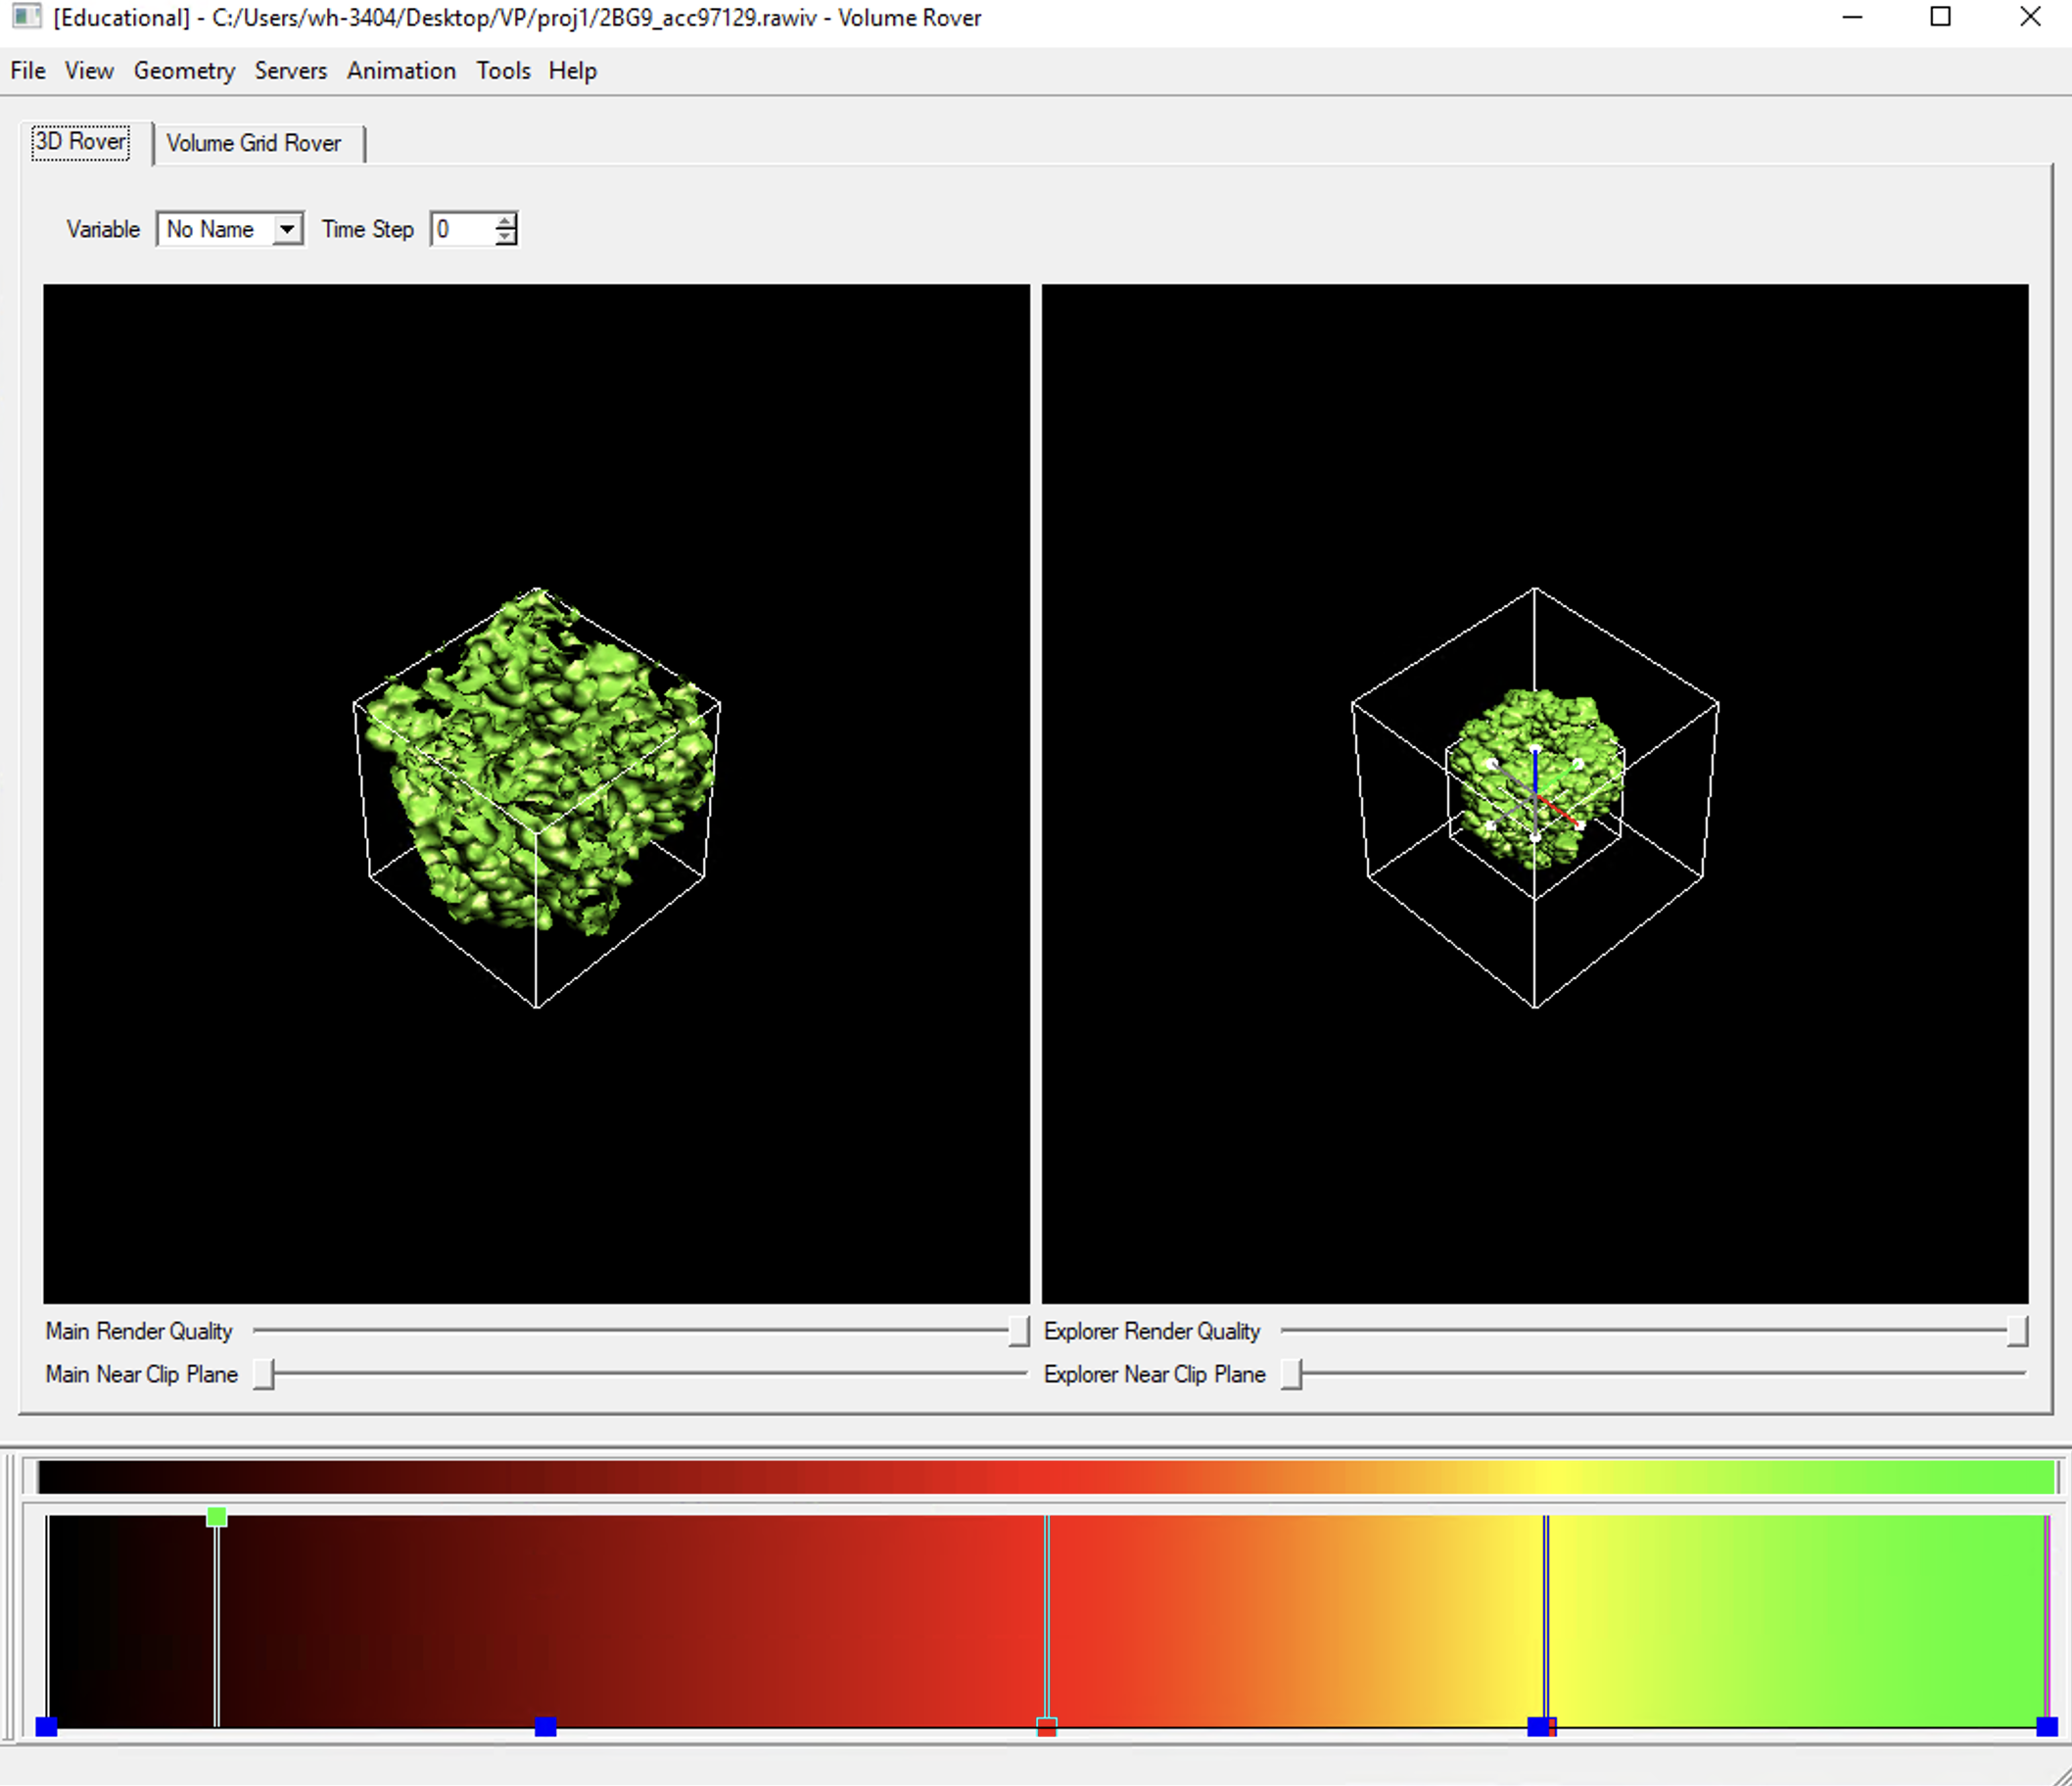 [Educational] - C:/Users/wh-3404/Desktop/VP/proj1/2BG9_acc97129.rawiv - Volume Rover
File View Geometry Servers Animation Tools Help
3D Rover Volume Grid Rover
Variable No Name Time Step 0
Main Render Quality Explorer Render Quality
Main Near Clip Plane Explorer Near Clip Plane